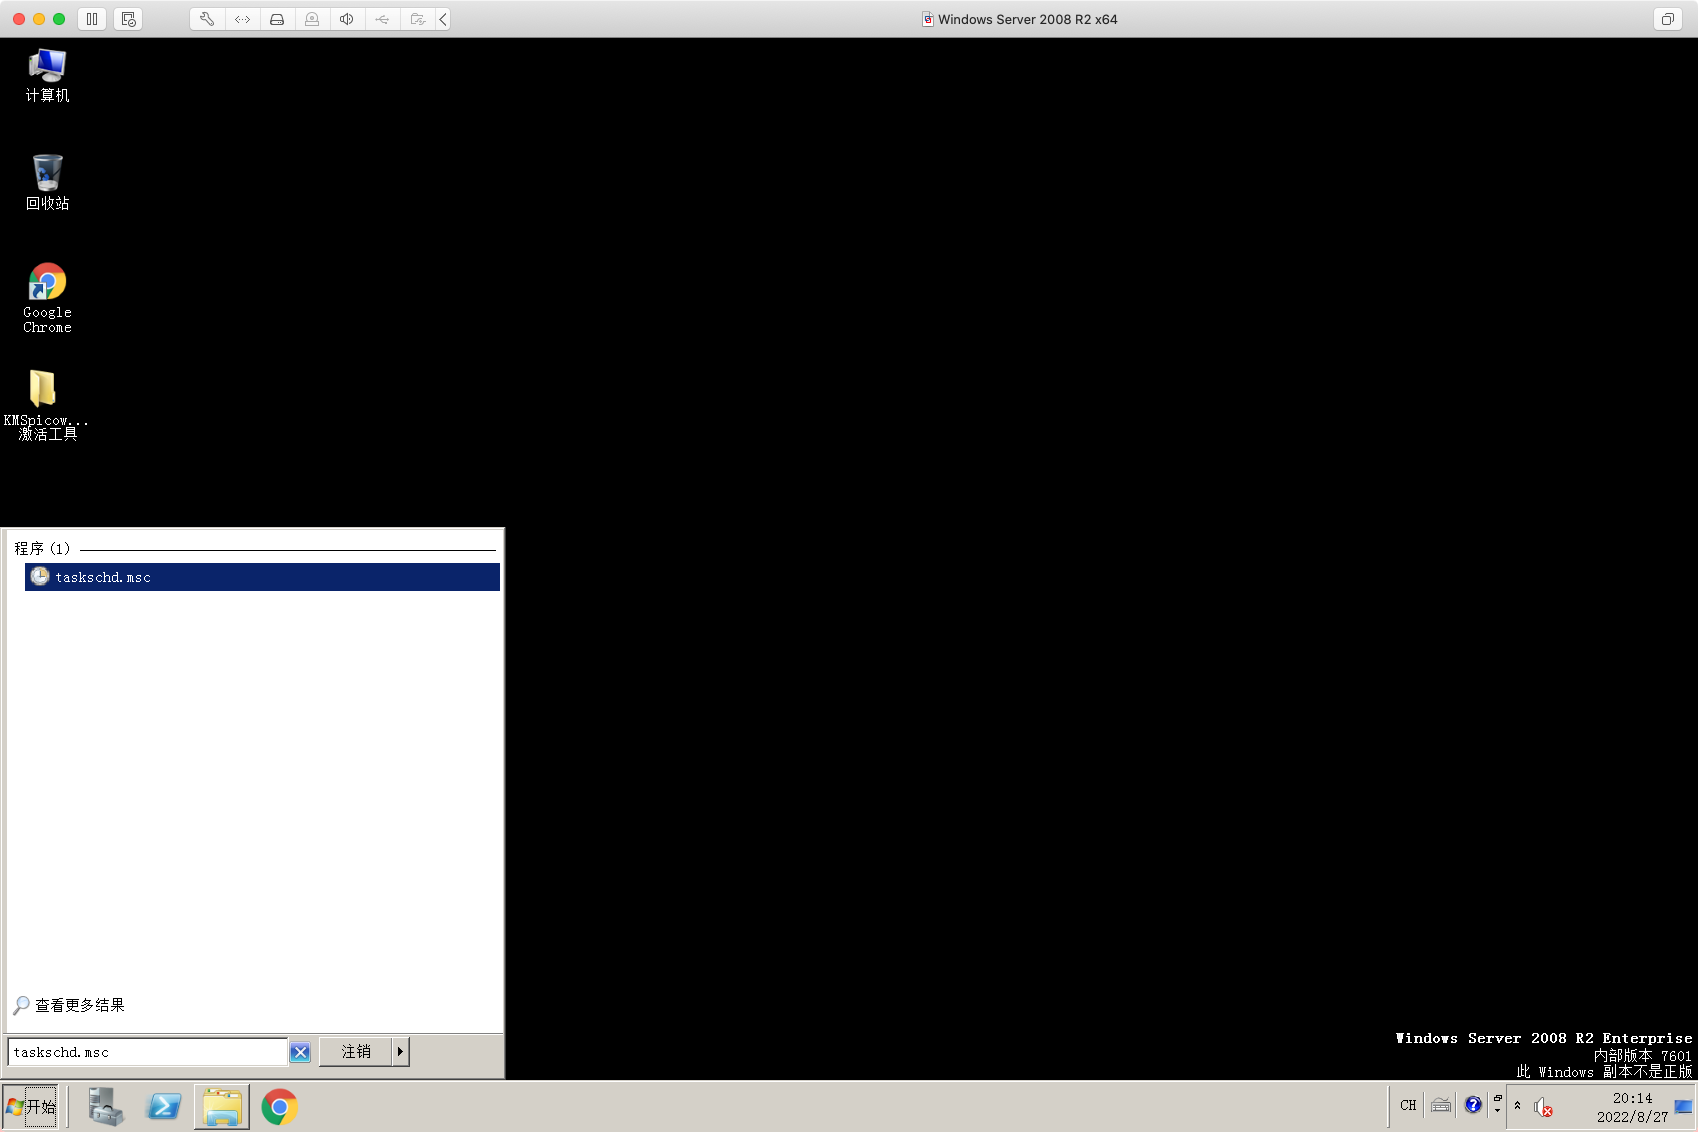 Windows Server 2008 R2 x64
计算机
回收站
Google
Chrome
KMSpicow...
激活工具
程序 (1)
taskschd.msc
查看更多结果
taskschd.msc
注销
Windows Server 2008 R2 Enterprise
内部版本 7601
此 Windows 副本不是正版
开始
CH
20:14
2022/8/27